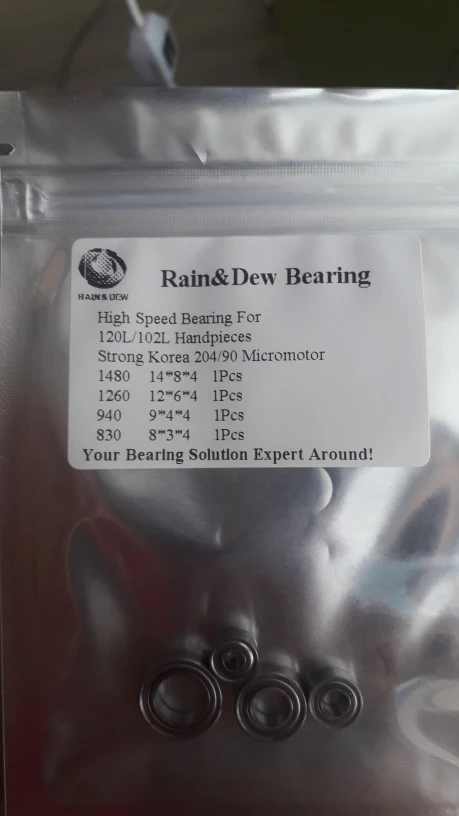 RAIN & DEW
Rain&Dew Bearing
High Speed Bearing For
120L/102L Handpieces
Strong Korea 204/90 Micromotor
1480 14*8*4 1Pcs
1260 12*6*4 1Pcs
940 9*4*4 1Pcs
830 8*3*4 1Pcs
Your Bearing Solution Expert Around!